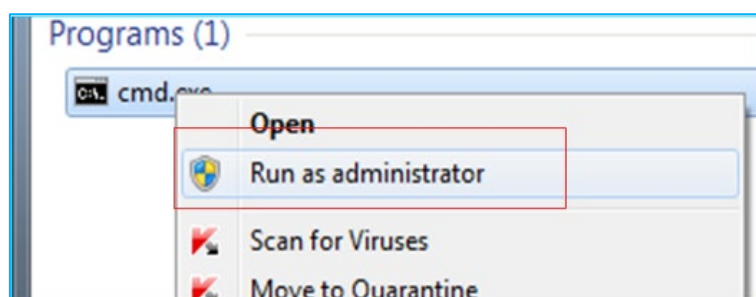 Programs (1)
C:\. cmd.exe
Open
Run as administrator
Scan for Viruses
Move to Quarantine